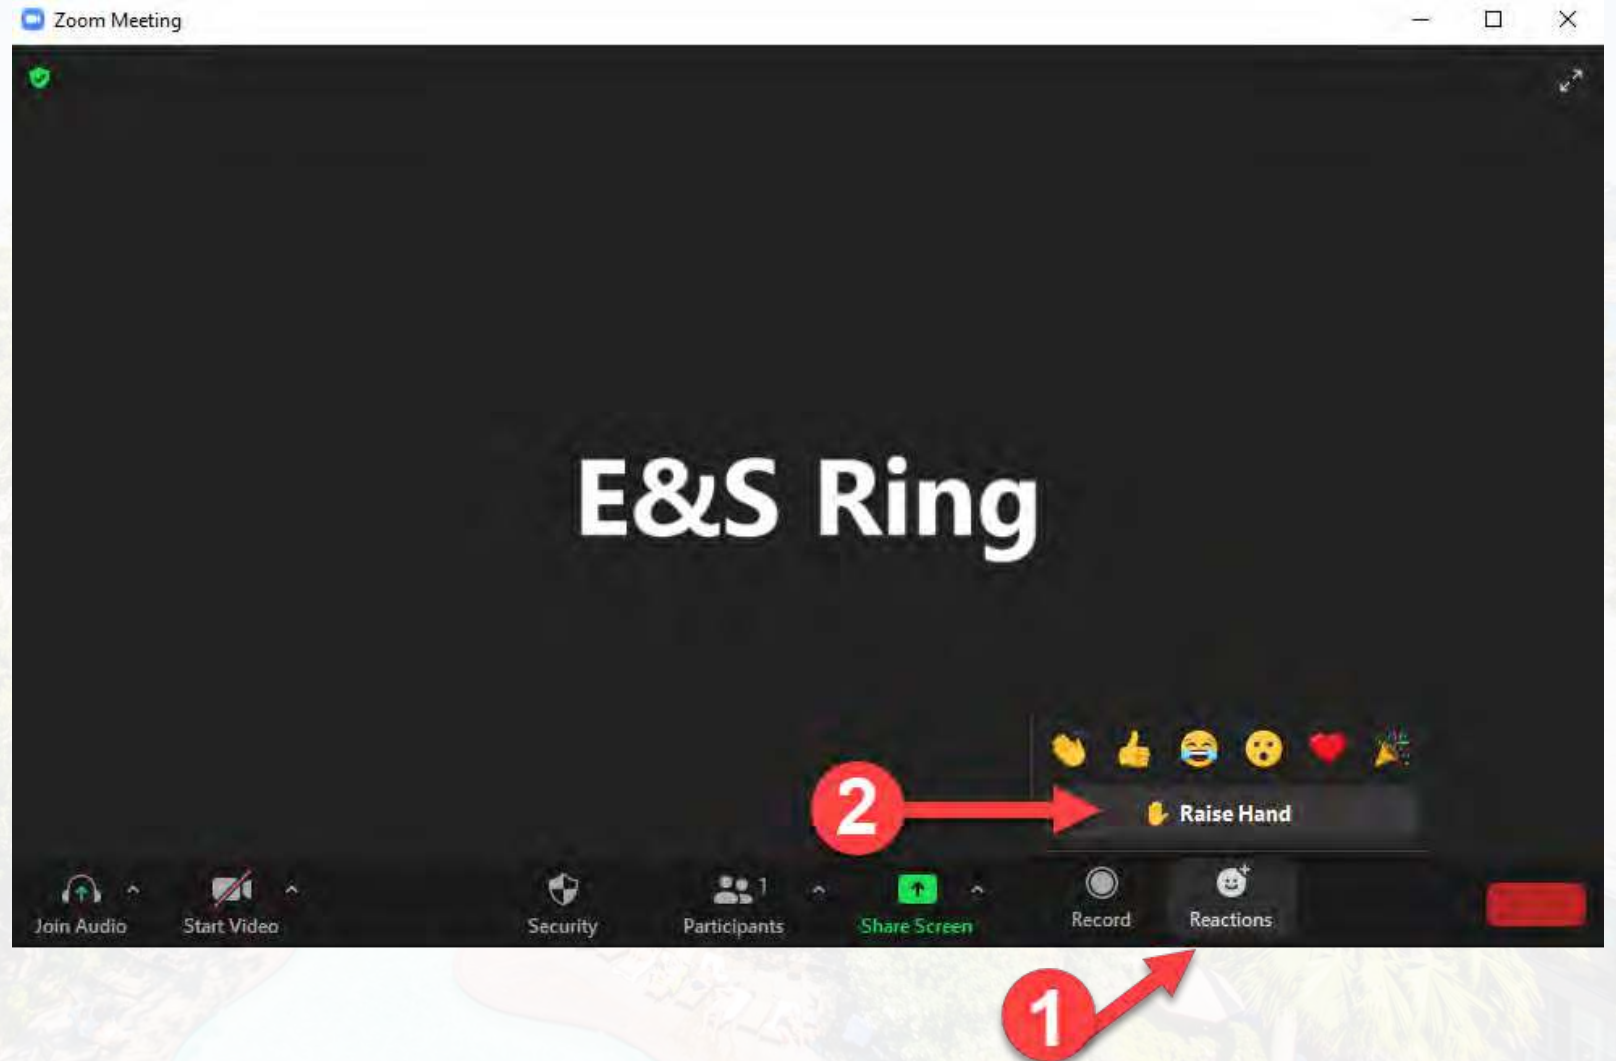 Zoom Meeting
E&S Ring
2
Raise Hand
1
Join Audio
Start Video
Security
Participants
Share Screen
Record
Reactions
1